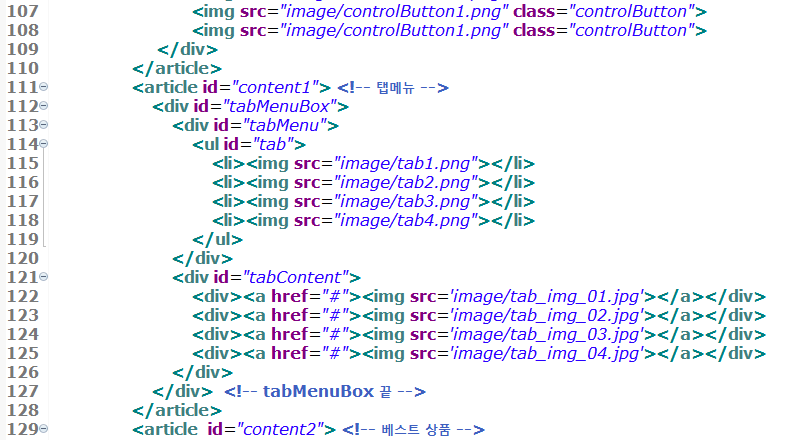 107 <img src="image/controlButton1.png" class="controlButton">
108 <img src="image/controlButton1.png" class="controlButton">
109 </div>
110 </article>
111 <article id="content1"> <!-- 탭메뉴 -->
112 <div id="tabMenuBox">
113 <div id="tabMenu">
114 <ul id="tab">
115 <li><img src="image/tab1.png"></li>
116 <li><img src="image/tab2.png"></li>
117 <li><img src="image/tab3.png"></li>
118 <li><img src="image/tab4.png"></li>
119 </ul>
120 </div>
121 <div id="tabContent">
122 <div><a href="#"><img src='image/tab_img_01.jpg'></a></div>
123 <div><a href="#"><img src='image/tab_img_02.jpg'></a></div>
124 <div><a href="#"><img src='image/tab_img_03.jpg'></a></div>
125 <div><a href="#"><img src='image/tab_img_04.jpg'></a></div>
126 </div>
127 </div> <!-- tabMenuBox 끝 -->
128 </article>
129 <article id="content2"> <!-- 베스트 상품 -->